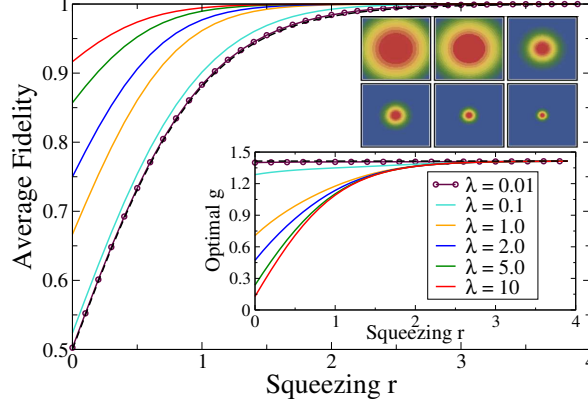 1
0.9
0.8
0.7
0.6
0.5
Average Fidelity
0 1 2 3 4
Squeezing r
1.5
1.2
0.9
0.6
0.3
0
Optimal g
0 1 2 3 4
Squeezing r
λ = 0.01
λ = 0.1
λ = 1.0
λ = 2.0
λ = 5.0
λ = 10